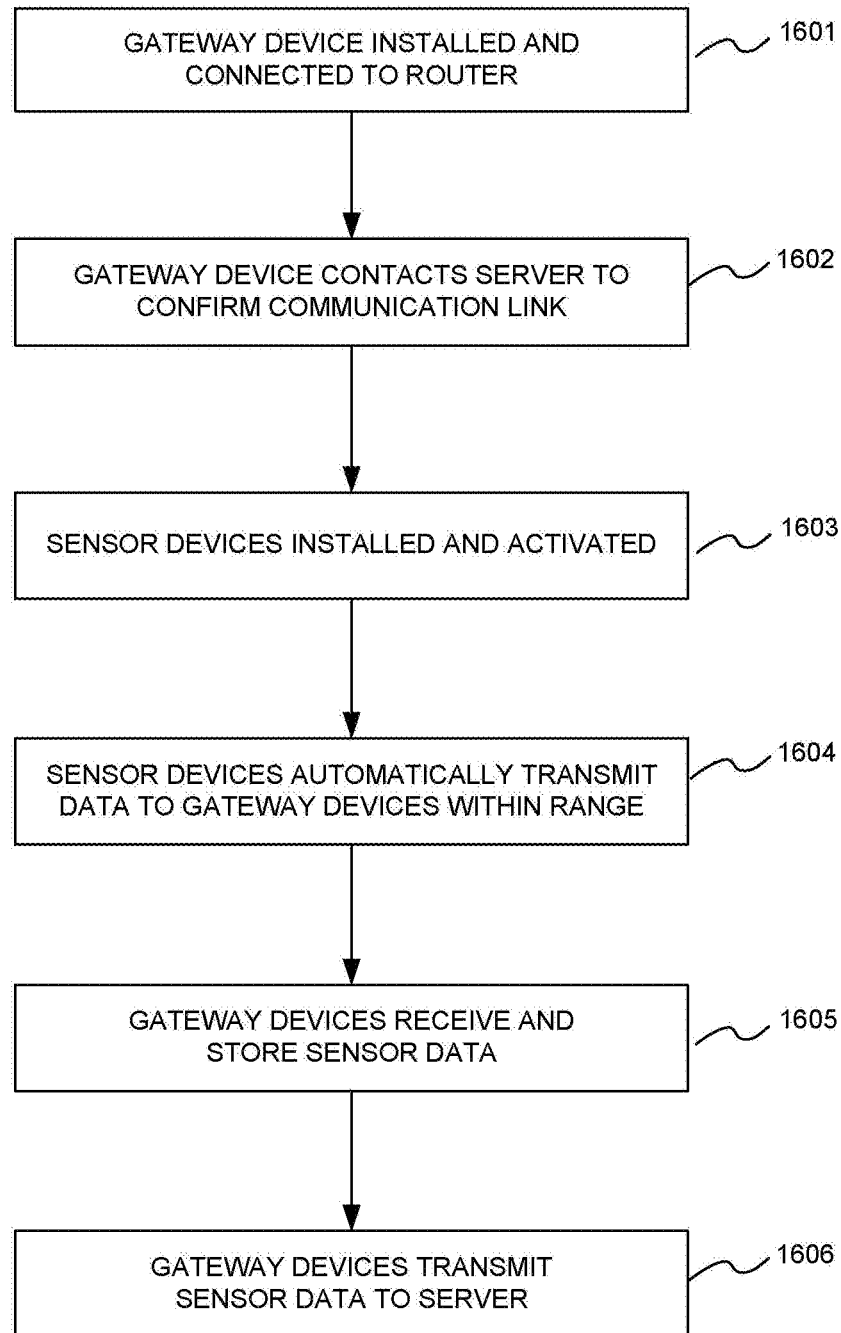 GATEWAY DEVICE INSTALLED AND
CONNECTED TO ROUTER
1601
GATEWAY DEVICE CONTACTS SERVER TO
CONFIRM COMMUNICATION LINK
1602
SENSOR DEVICES INSTALLED AND ACTIVATED
1603
SENSOR DEVICES AUTOMATICALLY TRANSMIT
DATA TO GATEWAY DEVICES WITHIN RANGE
1604
GATEWAY DEVICES RECEIVE AND
STORE SENSOR DATA
1605
GATEWAY DEVICES TRANSMIT
SENSOR DATA TO SERVER
1606